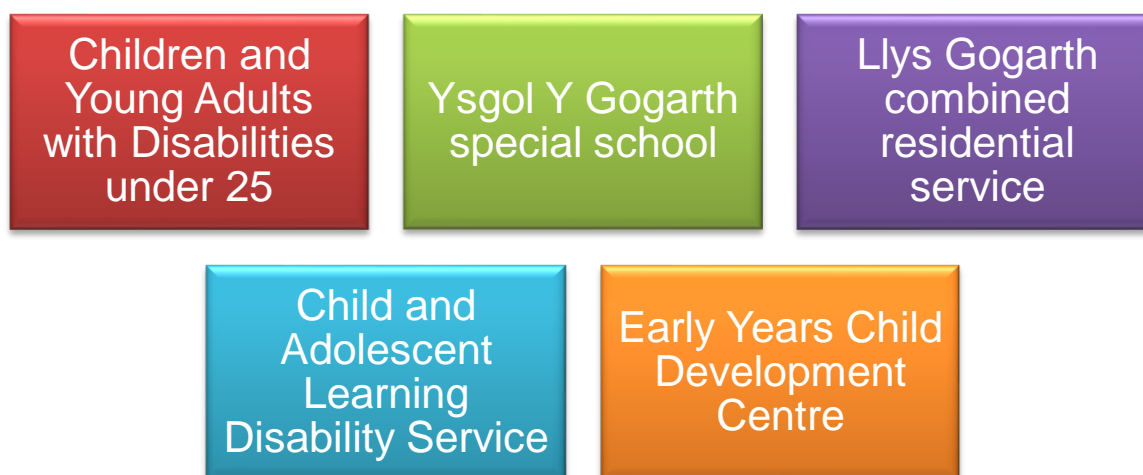 Children and
Young Adults
with Disabilities
under 25
Ysgol Y Gogarth
special school
Llys Gogarth
combined
residential
service
Child and
Adolescent
Learning
Disability Service
Early Years Child
Development
Centre